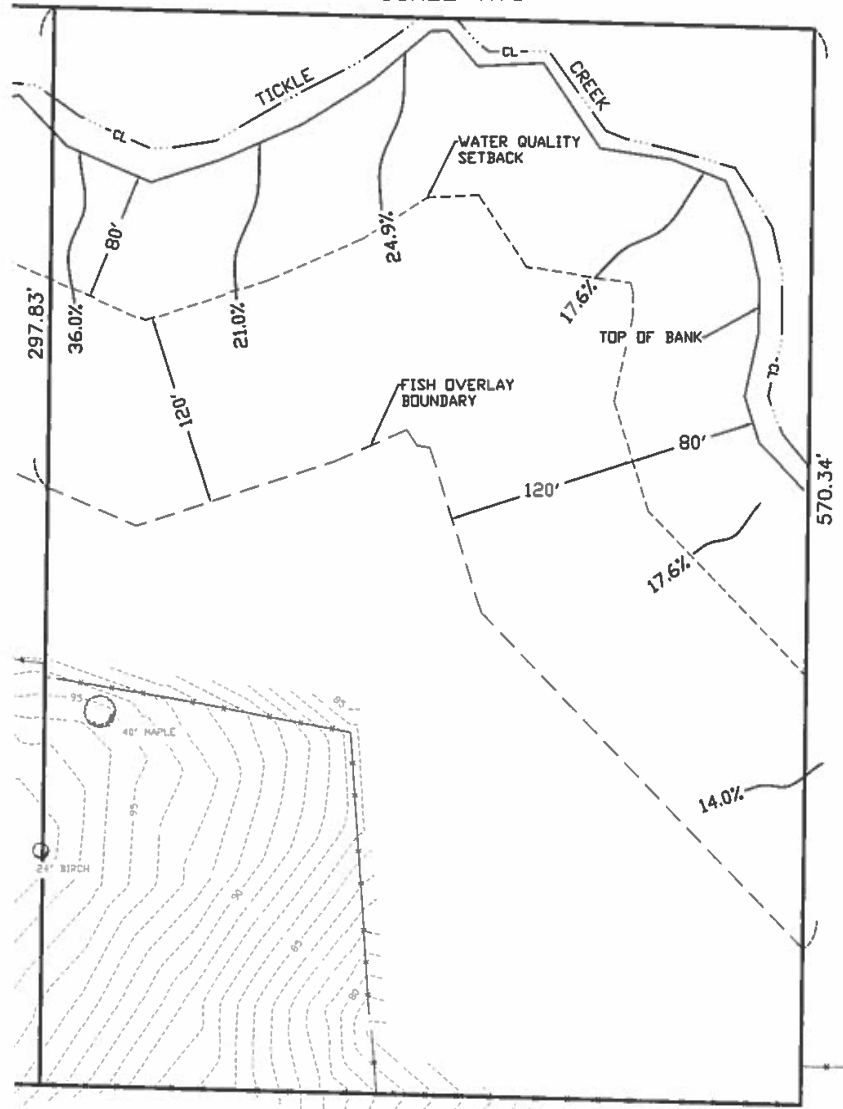 TICKLE
CREEK
CL
CL
WATER QUALITY
SETBACK
80'
24.9%
297.83'
36.0%
21.0%
17.6%
TOP OF BANK
CL
120'
FISH OVERLAY
BOUNDARY
80'
120'
570.34'
17.6%
95
85
40" MAPLE
14.0%
95
24" BIRCH
90
85
80